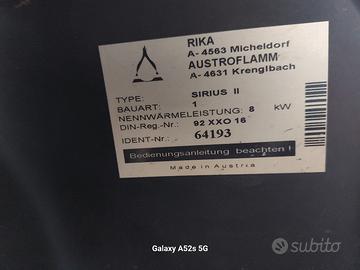 RIKA
A- 4563 Micheldorf
AUSTROFLAMM
A- 4631 Krenglbach
TYPE: SIRIUS II
BAUART: 1
NENNWÄRMELEISTUNG: 8 kW
DIN-Reg.-Nr.: 92 XXO 16
IDENT-Nr.: 64193
Bedienungsanleitung beachten !
Made in Austria
Galaxy A52s 5G
subito